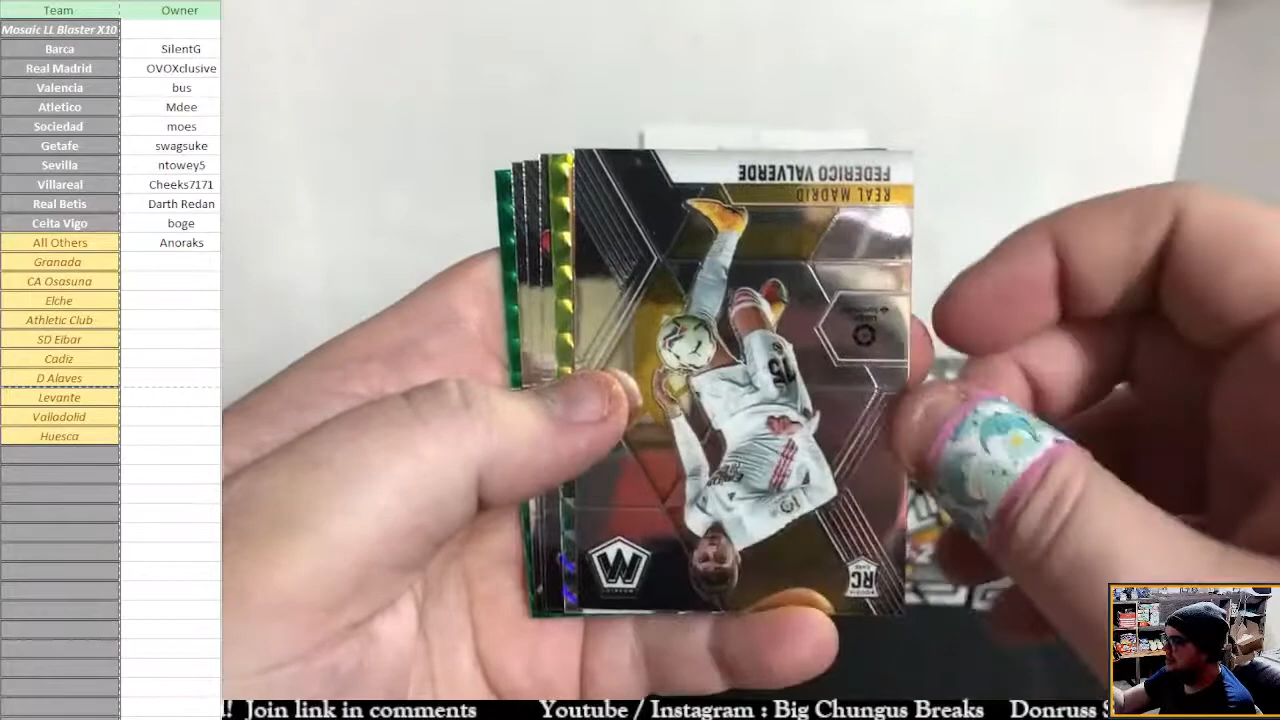 Team Owner
Mosaic LL Blaster X10
Barca SilentG
Real Madrid OVOXclusive
Valencia bus
Atletico Mdee
Sociedad moes
Getafe swagsuke
Sevilla ntowey5
Villareal Cheeks7171
Real Betis Darth Redan
Celta Vigo boge
All Others Anoraks
Granada
CA Osasuna
Elche
Athletic Club
SD Eibar
Cadiz
D Alaves
Levante
Valladolid
Huesca
FEDERICO VALVERDE
REAL MADRID
15
RC
!! Join link in comments Youtube / Instagram : Big Chungus Breaks Donruss S